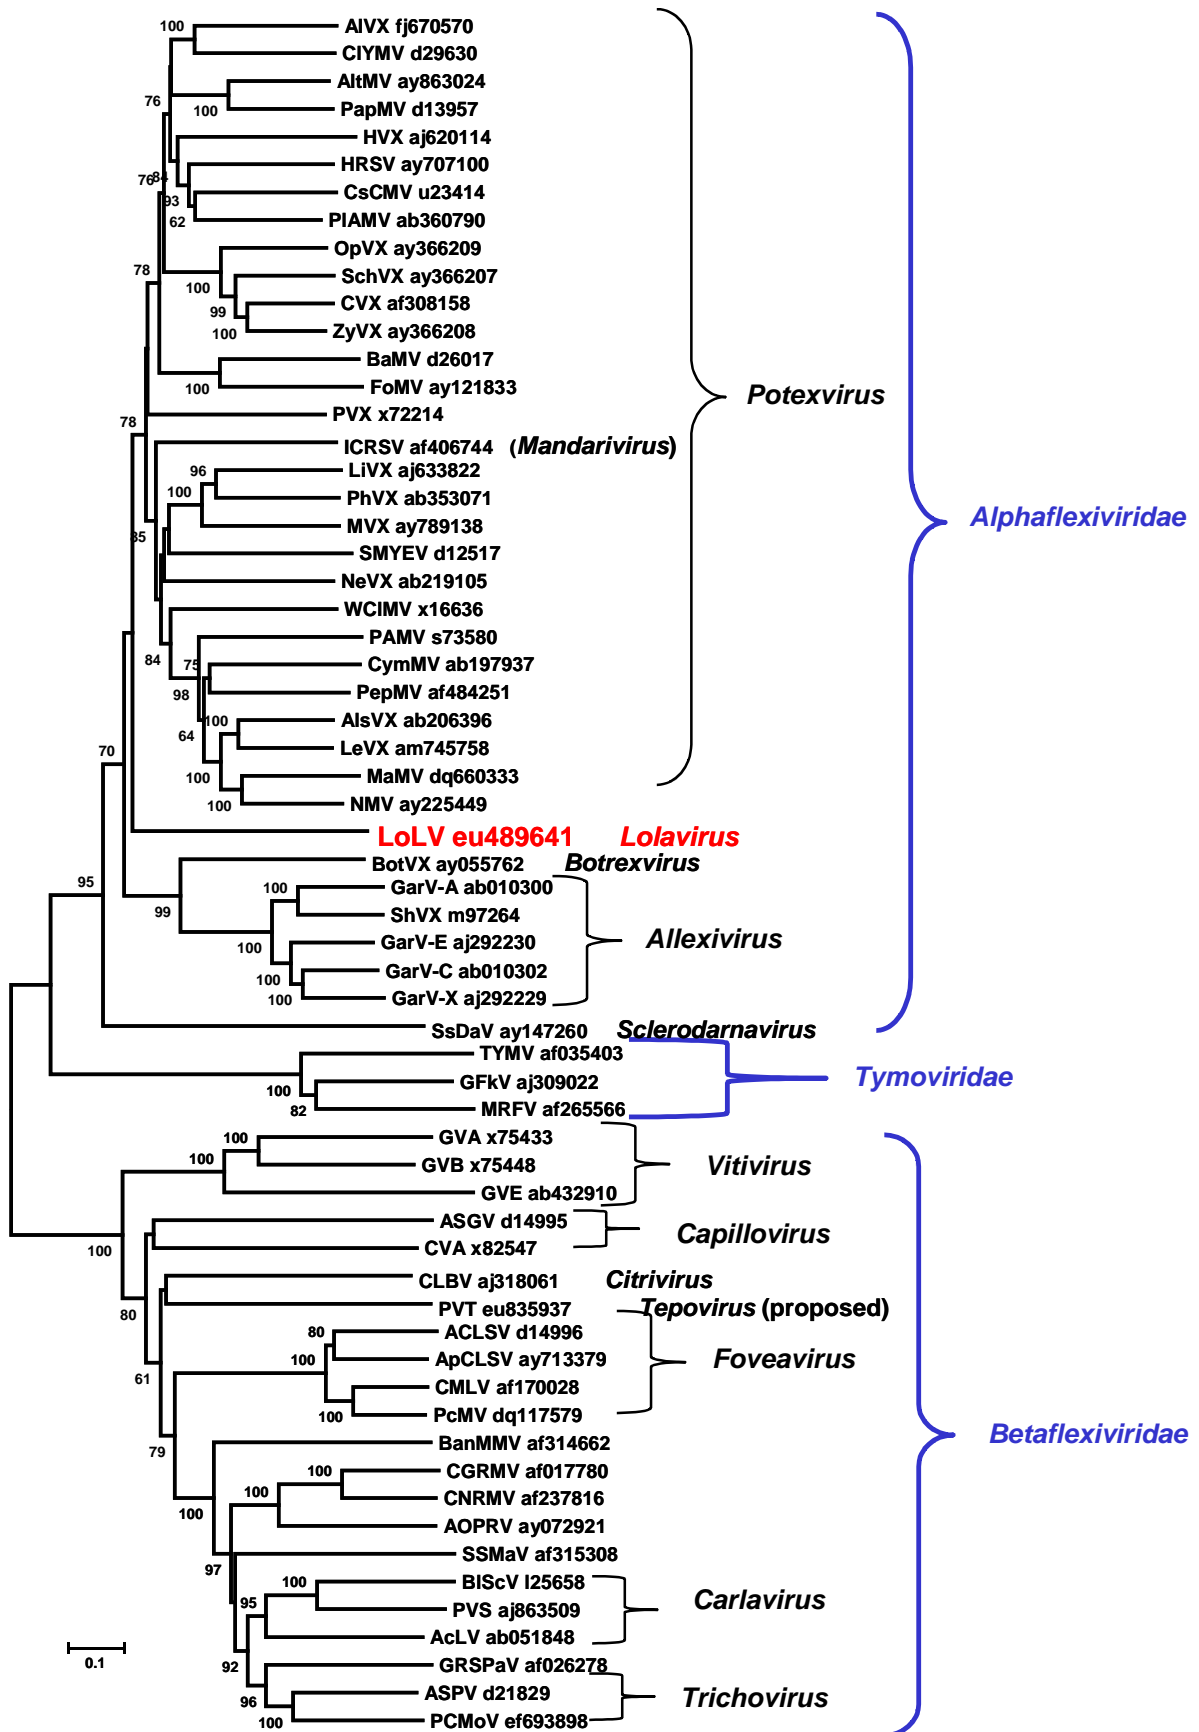 100
AlVX fj670570
ClYMV d29630
AltMV ay863024
76
100
PapMV d13957
HVX aj620114
HRSV ay707100
76
84
CsCMV u23414
93
62
PlAMV ab360790
OpVX ay366209
78
SchVX ay366207
100
CVX af308158
99
ZyVX ay366208
100
BaMV d26017
FoMV ay121833
100
Potexvirus
PVX x72214
78
ICRSV af406744 (Mandarivirus)
96
LiVX aj633822
100
PhVX ab353071
MVX ay789138
Alphaflexiviridae
85
SMYEV d12517
NeVX ab219105
WClMV x16636
PAMV s73580
84
75
CymMV ab197937
98
PepMV af484251
100
AlsVX ab206396
64
LeVX am745758
70
100
MaMV dq660333
100
NMV ay225449
LoLV eu489641 Lolavirus
BotVX ay055762 Botrexvirus
95
100
GarV-A ab010300
99
ShVX m97264
Allexivirus
100
GarV-E aj292230
100
GarV-C ab010302
100
GarV-X aj292229
SsDaV ay147260 Sclerodarnavirus
TYMV af035403
Tymoviridae
100
GFkV aj309022
82
MRFV af265566
100
GVA x75433
100
GVB x75448
Vitivirus
GVE ab432910
ASGV d14995
Capillovirus
100
CVA x82547
CLBV aj318061 Citrivirus
80
PVT eu835937 Tepovirus (proposed)
80
ACLSV d14996
100
ApCLSV ay713379
Foveavirus
61
CMLV af170028
100
PcMV dq117579
Betaflexiviridae
79
BanMMV af314662
100
CGRMV af017780
100
CNRMV af237816
100
AOPRV ay072921
97
SSMaV af315308
100
BlScV l25658
95
PVS aj863509
Carlavirus
AcLV ab051848
0.1
92
GRSPaV af026278
96
ASPV d21829
Trichovirus
100
PCMoV ef693898